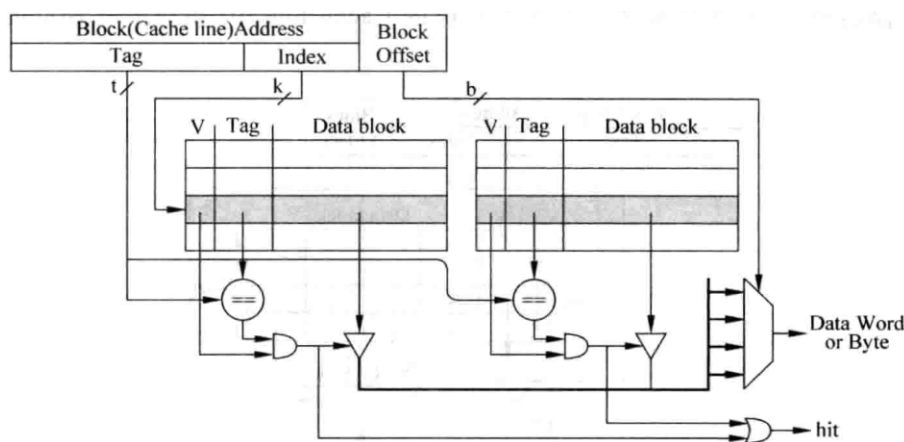 Block(Cache line)Address
Block
Offset
Tag
Index
t
k
b
V Tag Data block
V Tag Data block
==
==
Data Word
or Byte
hit